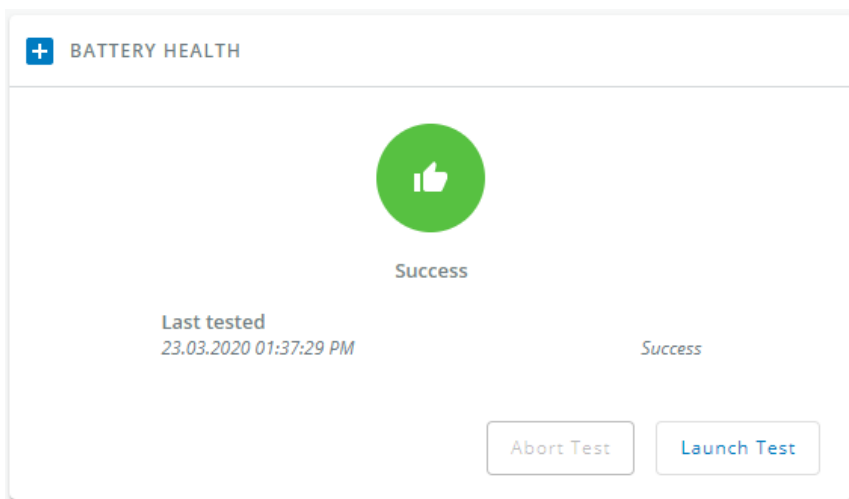 BATTERY HEALTH
Success
Last tested
23.03.2020 01:37:29 PM Success
Abort Test Launch Test